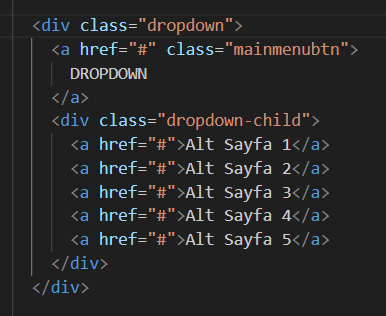 <div class="dropdown">
<a href="#" class="mainmenubtn">
DROPDOWN
</a>
<div class="dropdown-child">
<a href="#">Alt Sayfa 1</a>
<a href="#">Alt Sayfa 2</a>
<a href="#">Alt Sayfa 3</a>
<a href="#">Alt Sayfa 4</a>
<a href="#">Alt Sayfa 5</a>
</div>
</div>